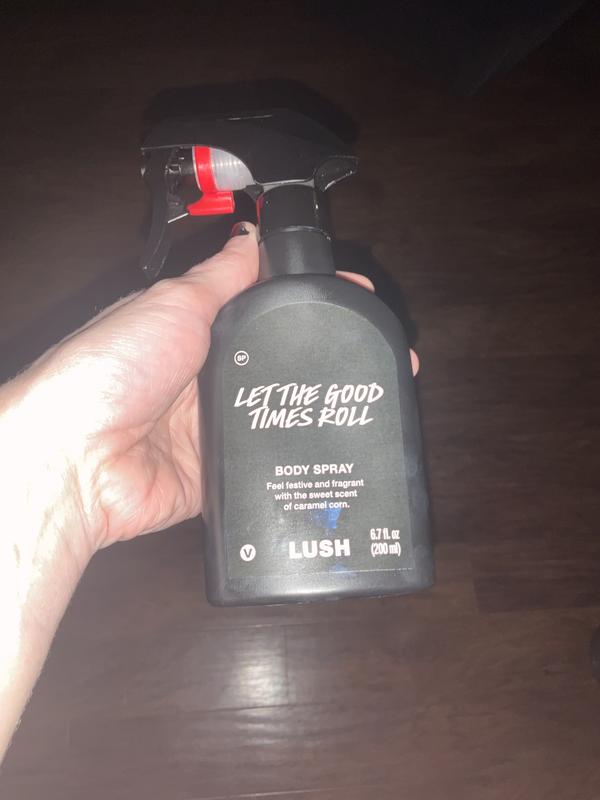 SP
LET THE GOOD
TIMES ROLL
BODY SPRAY
Feel festive and fragrant
with the sweet scent
of caramel corn.
V
LUSH
6.7 fl. oz
(200 ml)